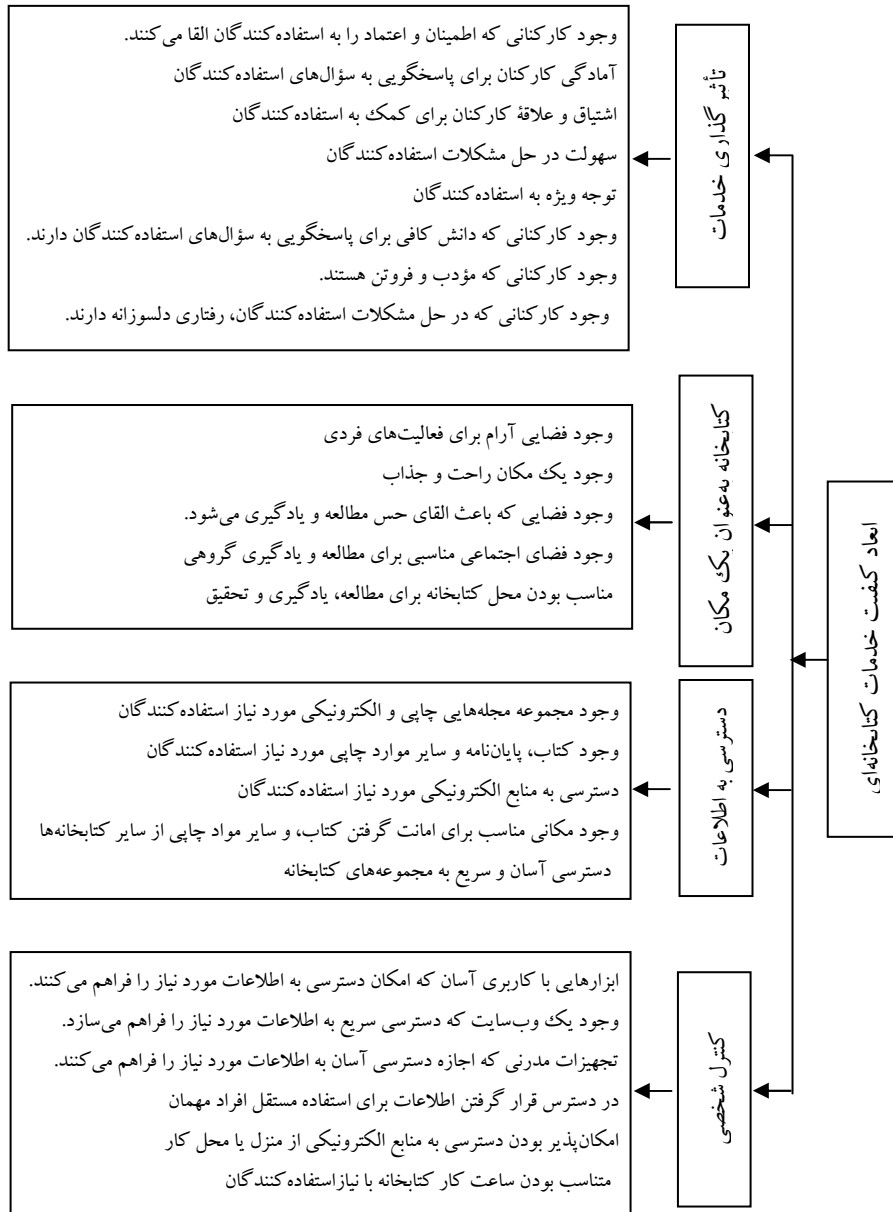 ابعاد کیفیت خدمات کتابخانه‌ای
تأثیر گذاری خدمات
وجود کارکنانی که اطمینان و اعتماد را به استفاده‌کنندگان القا می‌کنند.
آمادگی کارکنان برای پاسخگویی به سؤال‌های استفاده‌کنندگان
اشتیاق و علاقهٔ کارکنان برای کمک به استفاده‌کنندگان
سهولت در حل مشکلات استفاده‌کنندگان
توجه ویژه به استفاده‌کنندگان
وجود کارکنانی که دانش کافی برای پاسخگویی به سؤال‌های استفاده‌کنندگان دارند.
وجود کارکنانی که مؤدب و فروتن هستند.
وجود کارکنانی که در حل مشکلات استفاده‌کنندگان، رفتاری دلسوزانه دارند.
کتابخانه به‌عنوان یک مکان
وجود فضایی آرام برای فعالیت‌های فردی
وجود یک مکان راحت و جذاب
وجود فضایی که باعث القای حس مطالعه و یادگیری می‌شود.
وجود فضای اجتماعی مناسبی برای مطالعه و یادگیری گروهی
مناسب بودن محل کتابخانه برای مطالعه، یادگیری و تحقیق
دسترسی به اطلاعات
وجود مجموعه مجله‌هایی چاپی و الکترونیکی مورد نیاز استفاده‌کنندگان
وجود کتاب، پایان‌نامه و سایر موارد چاپی مورد نیاز استفاده‌کنندگان
دسترسی به منابع الکترونیکی مورد نیاز استفاده‌کنندگان
وجود مکانی مناسب برای امانت گرفتن کتاب، و سایر مواد چاپی از سایر کتابخانه‌ها
دسترسی آسان و سریع به مجموعه‌های کتابخانه
کنترل شخصی
ابزارهایی با کاربری آسان که امکان دسترسی به اطلاعات مورد نیاز را فراهم می‌کنند.
وجود یک وب‌سایت که دسترسی سریع به اطلاعات مورد نیاز را فراهم می‌سازد.
تجهیزات مدرنی که اجازه دسترسی آسان به اطلاعات مورد نیاز را فراهم می‌کنند.
در دسترس قرار گرفتن اطلاعات برای استفاده مستقل افراد مهمان
امکان‌پذیر بودن دسترسی به منابع الکترونیکی از منزل یا محل کار
متناسب بودن ساعت کار کتابخانه با نیازاستفاده‌کنندگان